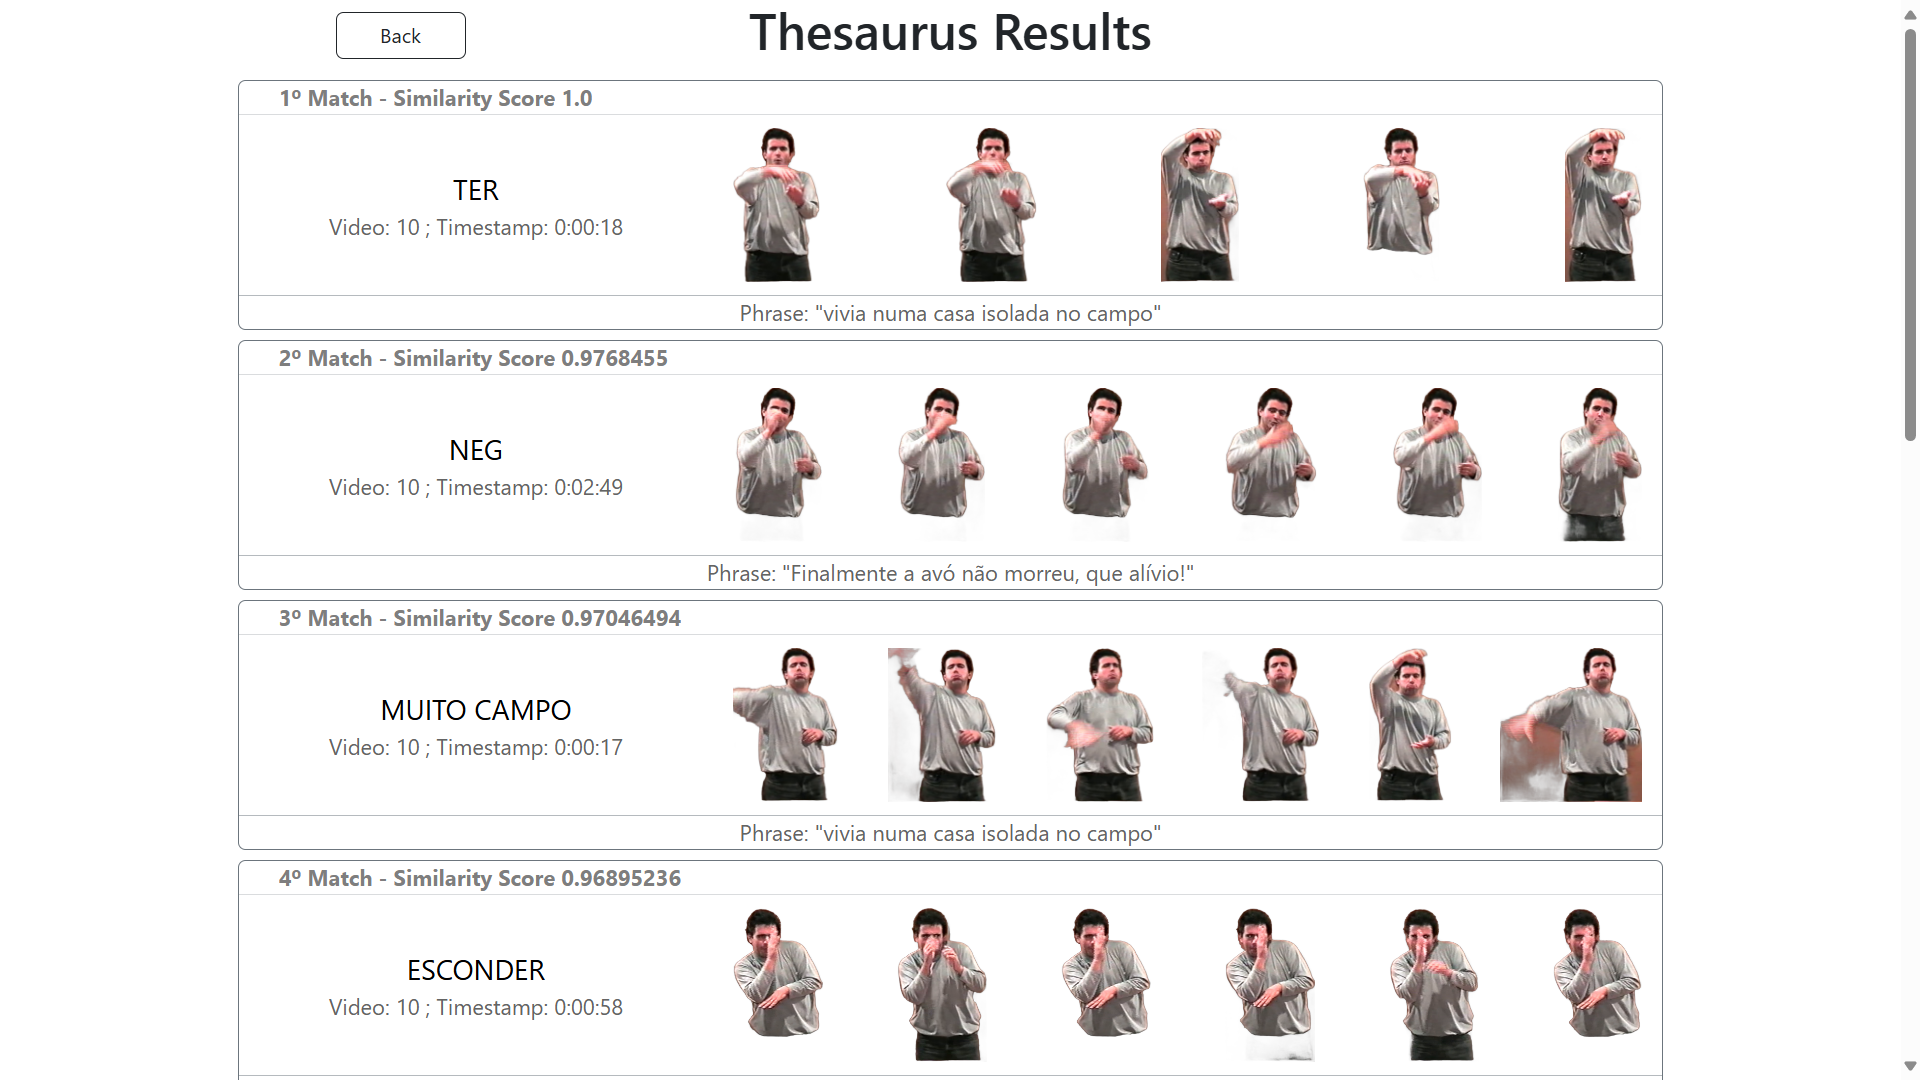 Back
Thesaurus Results
1º Match - Similarity Score 1.0
TER
Video: 10 ; Timestamp: 0:00:18
Phrase: "vivia numa casa isolada no campo"
2º Match - Similarity Score 0.9768455
NEG
Video: 10 ; Timestamp: 0:02:49
Phrase: "Finalmente a avó não morreu, que alívio!"
3º Match - Similarity Score 0.97046494
MUITO CAMPO
Video: 10 ; Timestamp: 0:00:17
Phrase: "vivia numa casa isolada no campo"
4º Match - Similarity Score 0.96895236
ESCONDER
Video: 10 ; Timestamp: 0:00:58